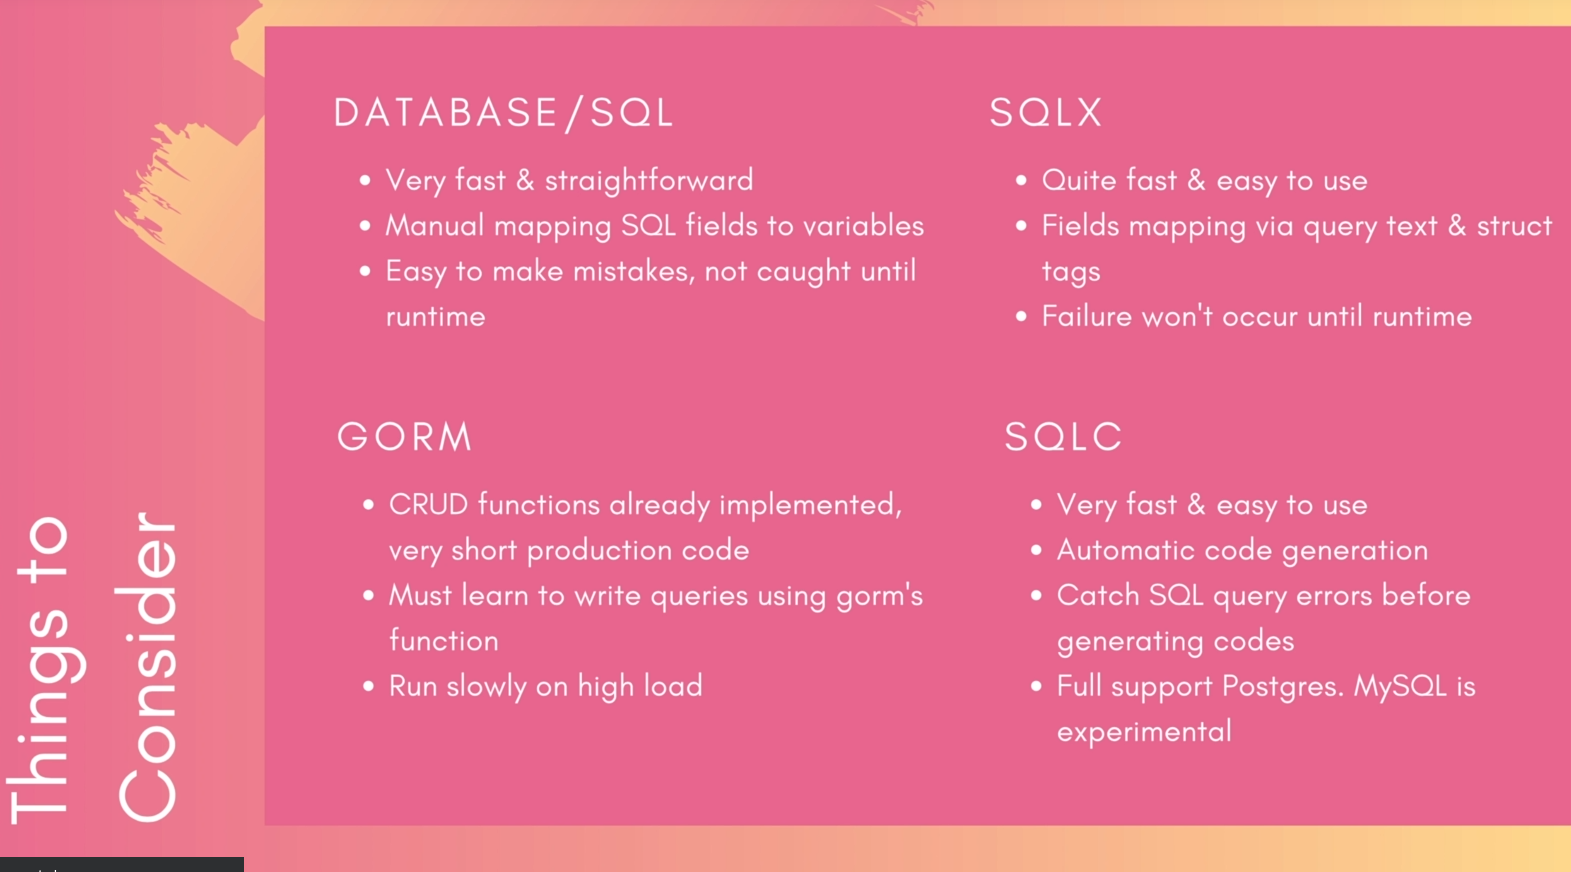 Things to
Consider
DATABASE/SQL
Very fast & straightforward
Manual mapping SQL fields to variables
Easy to make mistakes, not caught until
runtime
SQLX
Quite fast & easy to use
Fields mapping via query text & struct
tags
Failure won't occur until runtime
GORM
CRUD functions already implemented,
very short production code
Must learn to write queries using gorm's
function
Run slowly on high load
SQLC
Very fast & easy to use
Automatic code generation
Catch SQL query errors before
generating codes
Full support Postgres. MySQL is
experimental